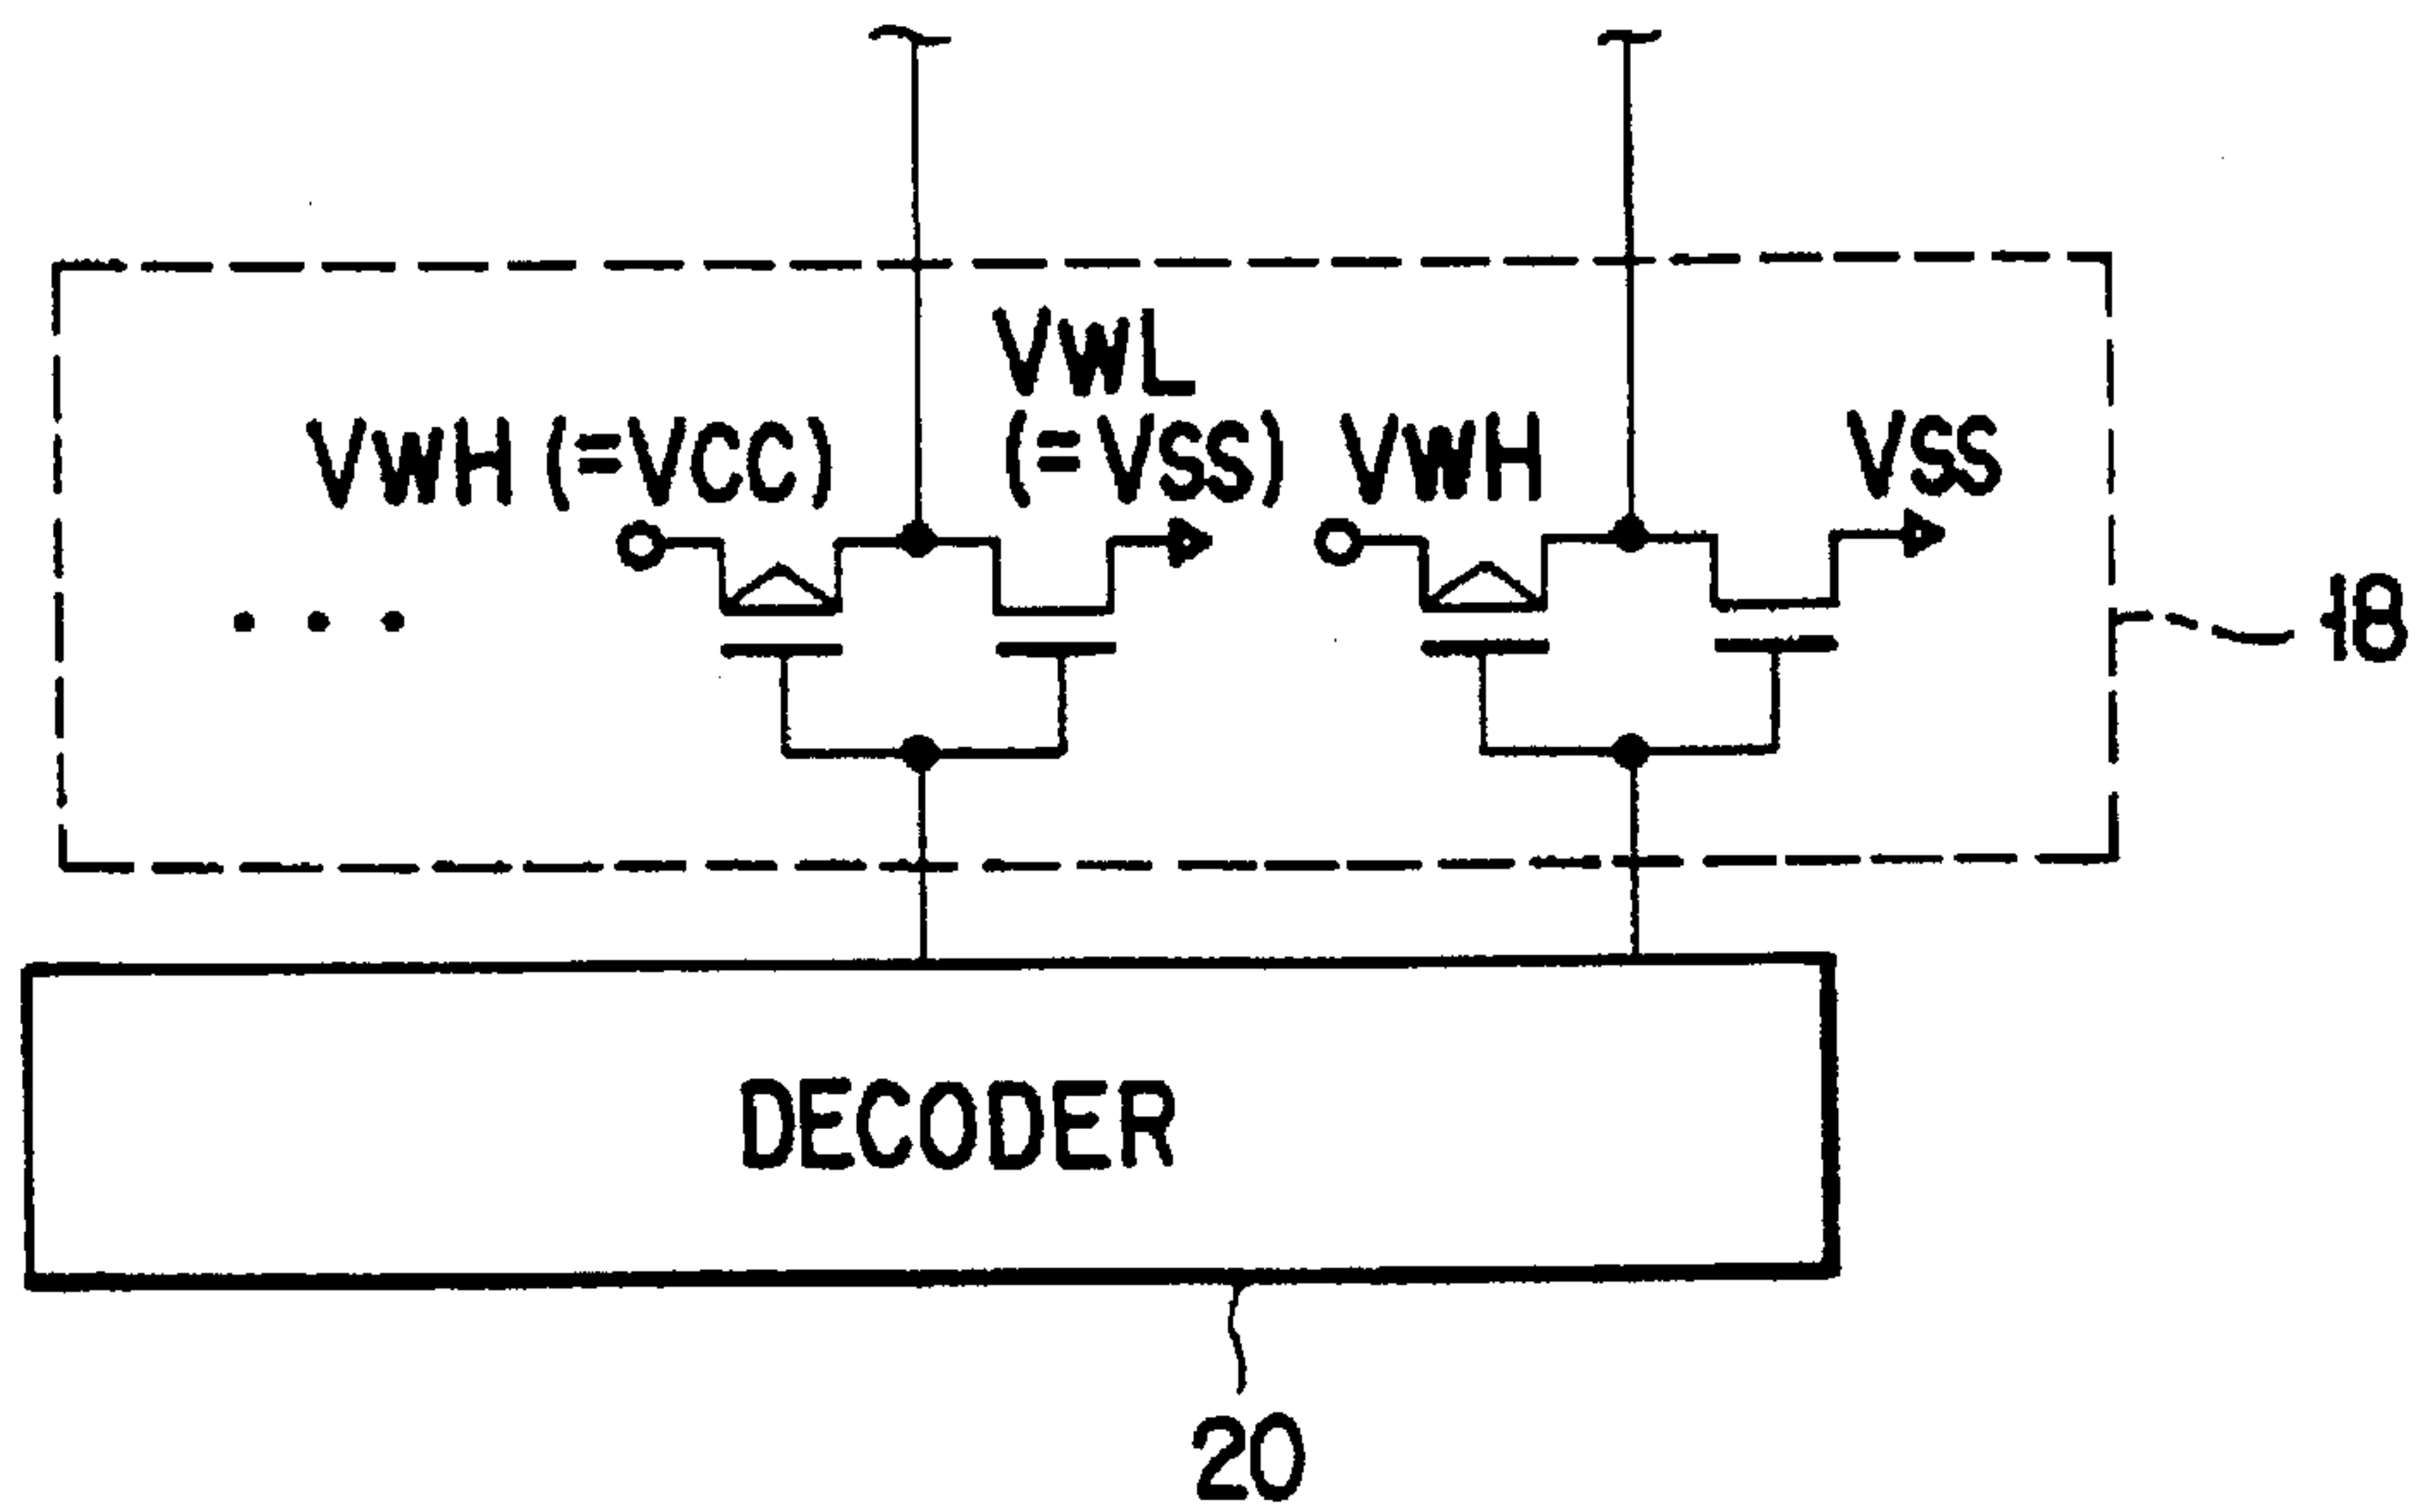 VWL
VWH (=VCC) (=VSS) VWH VSS
18
DECODER
20